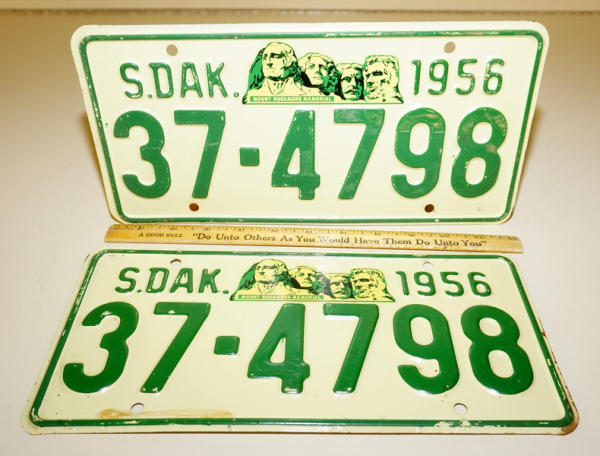 S.DAK. 1956
MOUNT RUSHMORE MEMORIAL
37-4798
A GOOD RULE "Do Unto Others As You Would Have Them Do Unto You"
S.DAK. 1956
MOUNT RUSHMORE MEMORIAL
37-4798